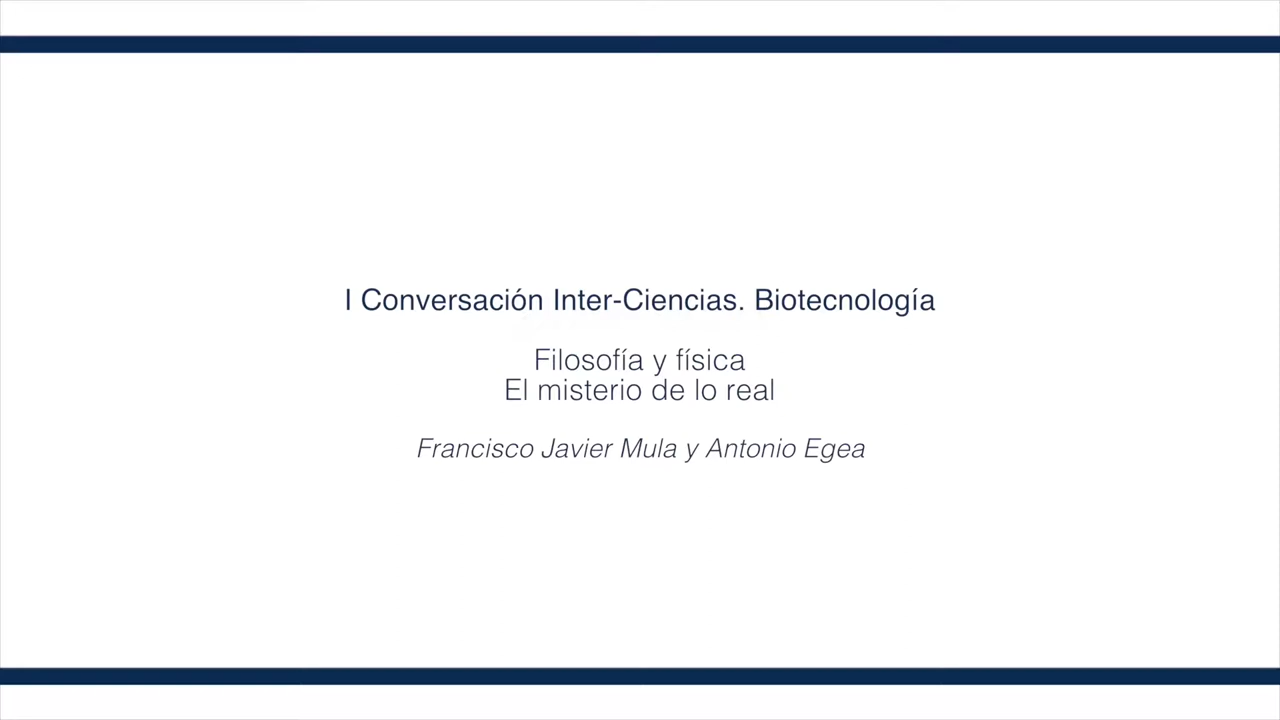 I Conversación Inter-Ciencias. Biotecnología
Filosofía y física
El misterio de lo real
Francisco Javier Mula y Antonio Egea